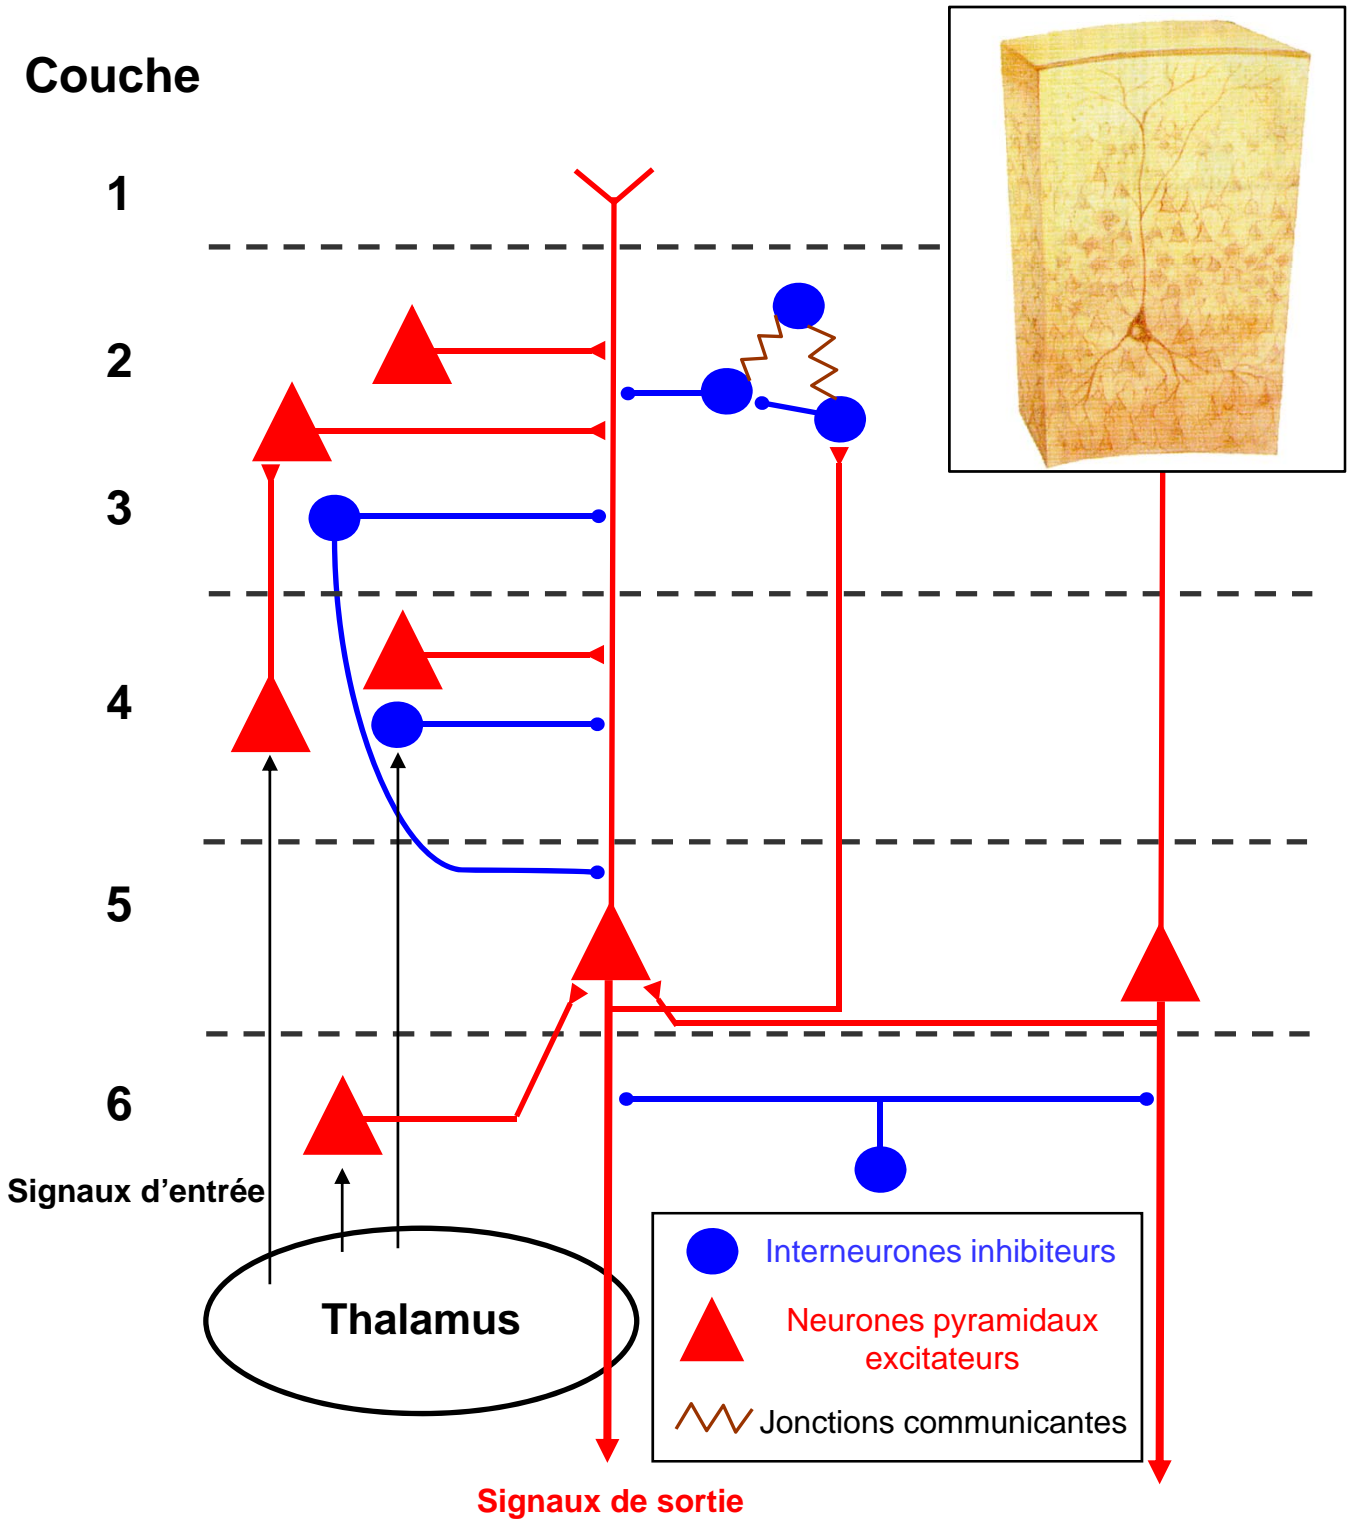 Couche
1
2
3
4
5
6
Signaux d'entrée
Thalamus
Interneurones inhibiteurs
Neurones pyramidaux
excitateurs
Jonctions communicantes
Signaux de sortie